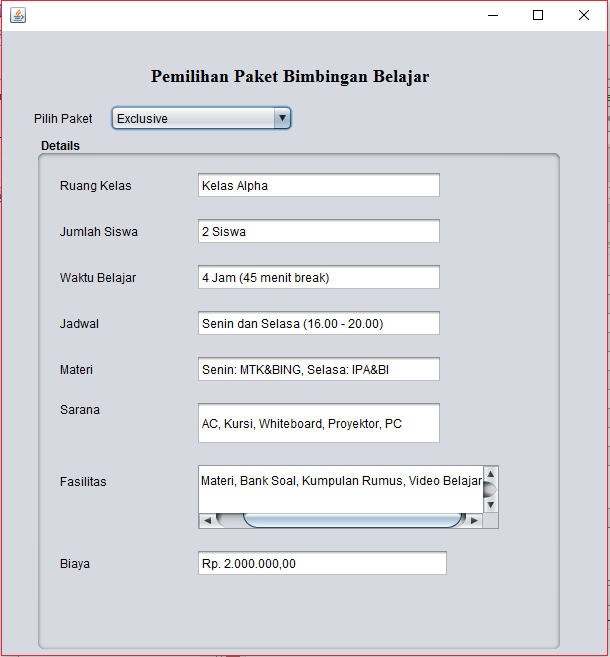 Pemilihan Paket Bimbingan Belajar
Pilih Paket Exclusive
Details
Ruang Kelas Kelas Alpha
Jumlah Siswa 2 Siswa
Waktu Belajar 4 Jam (45 menit break)
Jadwal Senin dan Selasa (16.00 - 20.00)
Materi Senin: MTK&BING, Selasa: IPA&BI
Sarana AC, Kursi, Whiteboard, Proyektor, PC
Fasilitas Materi, Bank Soal, Kumpulan Rumus, Video Belajar
Biaya Rp. 2.000.000,00